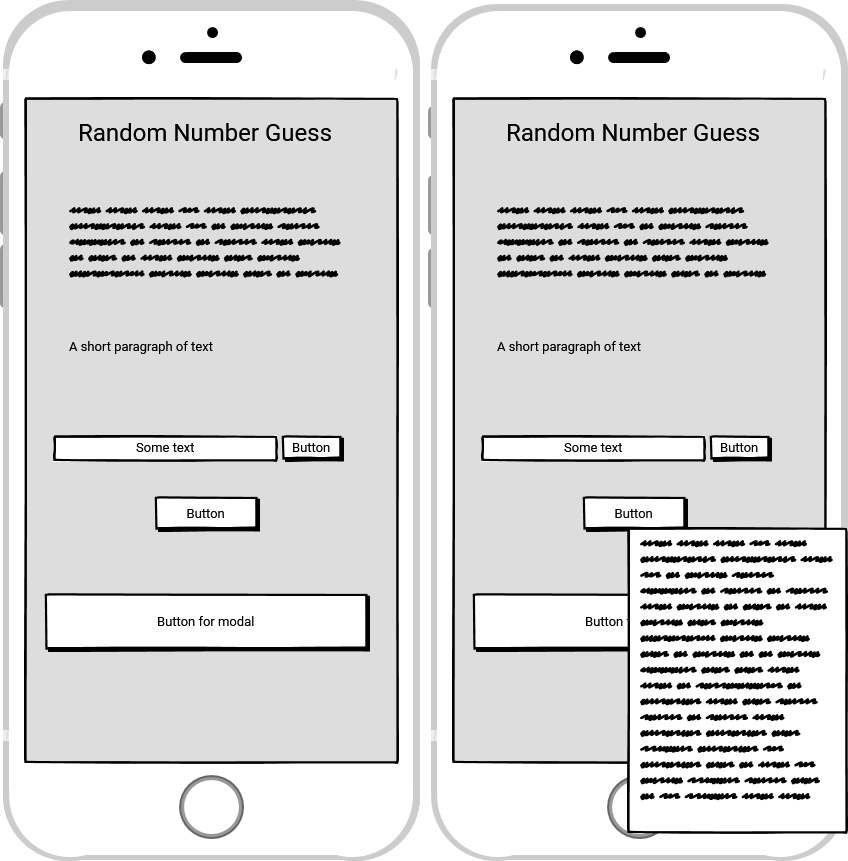 Random Number Guess
A short paragraph of text
Some text
Button
Button
Button for modal
Random Number Guess
A short paragraph of text
Some text
Button
Button
Button